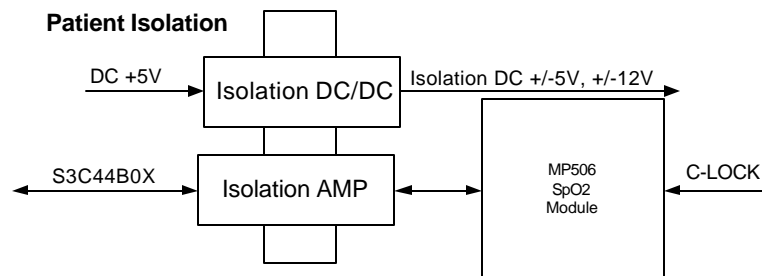 Patient Isolation
DC +5V
Isolation DC/DC
Isolation DC +/-5V, +/-12V
S3C44B0X
Isolation AMP
MP506
SpO2
Module
C-LOCK